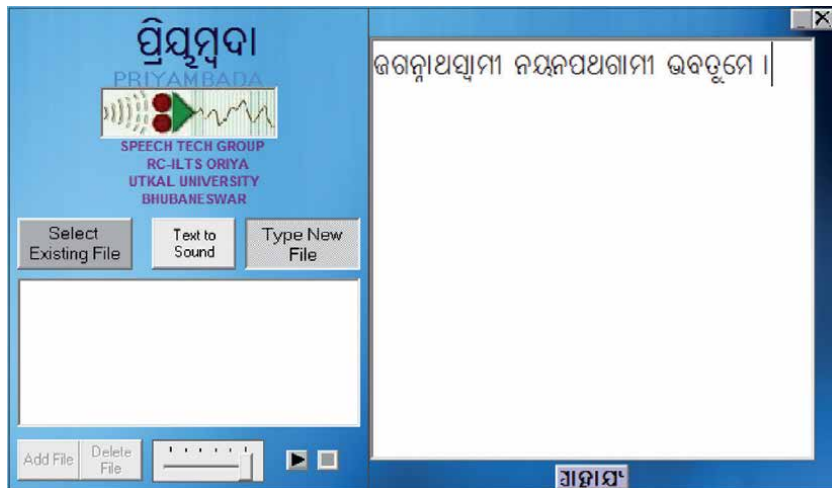 ପ୍ରିୟମ୍ବଦା
PRIYAMBADA
SPEECH TECH GROUP
RC-ILTS ORIYA
UTKAL UNIVERSITY
BHUBANESWAR
Select Existing File
Text to Sound
Type New File
Add File
Delete File
ଜଗନ୍ନାଥସ୍ୱାମୀ ନୟନପଥଗାମୀ ଭବତୁମେ ।
ସାହାଯ୍ୟ